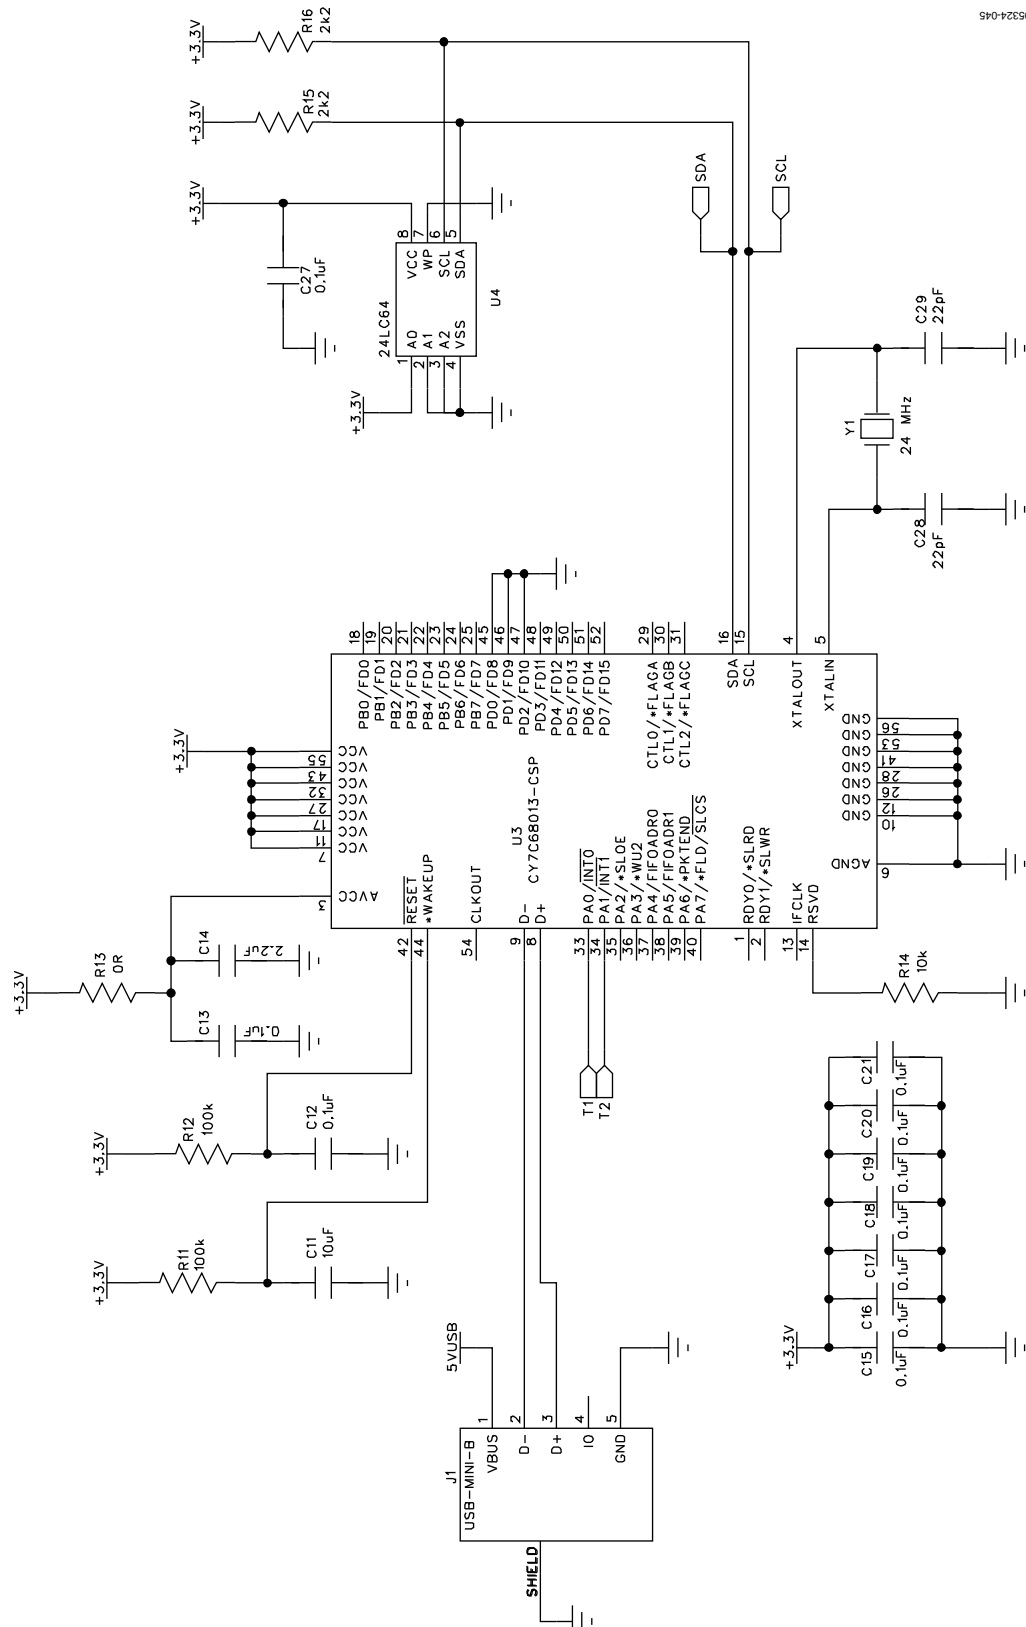 05324-045
+3.3V
R16
2k2
+3.3V
R15
2k2
+3.3V
C27
0.1uF
SDA
SCL
8
7
6
5
VCC
WP
SCL
SDA
24LC64
U4
A0
A1
A2
VSS
1
2
3
4
+3.3V
C29
22pF
Y1
24 MHz
C28
22pF
18
19
20
21
22
23
24
25
45
46
47
48
49
50
51
52
29
30
31
16
15
4
5
PB0/FD0
PB1/FD1
PB2/FD2
PB3/FD3
PB4/FD4
PB5/FD5
PB6/FD6
PB7/FD7
PD0/FD8
PD1/FD9
PD2/FD10
PD3/FD11
PD4/FD12
PD5/FD13
PD6/FD14
PD7/FD15
CTL0/*FLAGA
CTL1/*FLAGB
CTL2/*FLAGC
SDA
SCL
XTALOUT
XTALIN
+3.3V
VCC
55
VCC
43
VCC
32
VCC
27
VCC
17
VCC
11
VCC
7
AVCC
3
U3
CY7C68013-CSP
GND
56
GND
53
GND
41
GND
28
GND
26
GND
12
GND
10
AGND
6
RESET
*WAKEUP
CLKOUT
D-
D+
PA0/INT0
PA1/INT1
PA2/*SLOE
PA3/*WU2
PA4/FIFOADR0
PA5/FIFOADR1
PA6/*PKTEND
PA7/*FLD/SLCS
RDY0/*SLRD
RDY1/*SLWR
IFCLK
RSVD
42
44
54
9
8
33
34
35
36
37
38
39
40
1
2
13
14
+3.3V
R13
0R
C14
2.2uF
C13
0.1uF
R14
10k
T1
T2
+3.3V
R12
100k
C12
0.1uF
+3.3V
R11
100k
C11
10uF
C21
0.1uF
C20
0.1uF
C19
0.1uF
C18
0.1uF
C17
0.1uF
C16
0.1uF
C15
0.1uF
+3.3V
5VUSB
1
2
3
4
5
VBUS
D-
D+
IO
GND
J1
USB-MINI-B
SHIELD